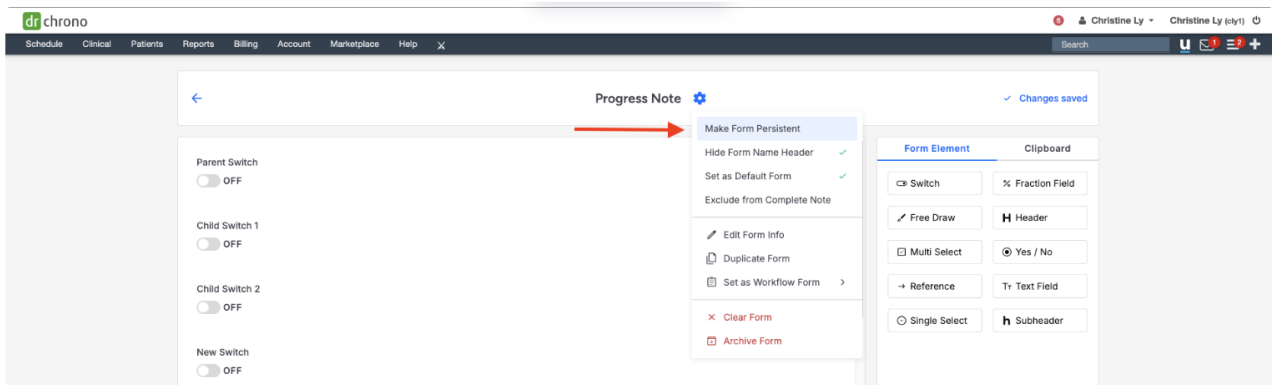 dr chrono
6 Christine Ly Christine Ly (cly1)
Schedule Clinical Patients Reports Billing Account Marketplace Help Search 1 2
Progress Note
Changes saved
Make Form Persistent
Hide Form Name Header
Set as Default Form
Exclude from Complete Note
Edit Form Info
Duplicate Form
Set as Workflow Form
Clear Form
Archive Form
Parent Switch
OFF
Child Switch 1
OFF
Child Switch 2
OFF
New Switch
OFF
Form Element Clipboard
Switch % Fraction Field
Free Draw H Header
Multi Select Yes / No
Reference TT Text Field
Single Select h Subheader